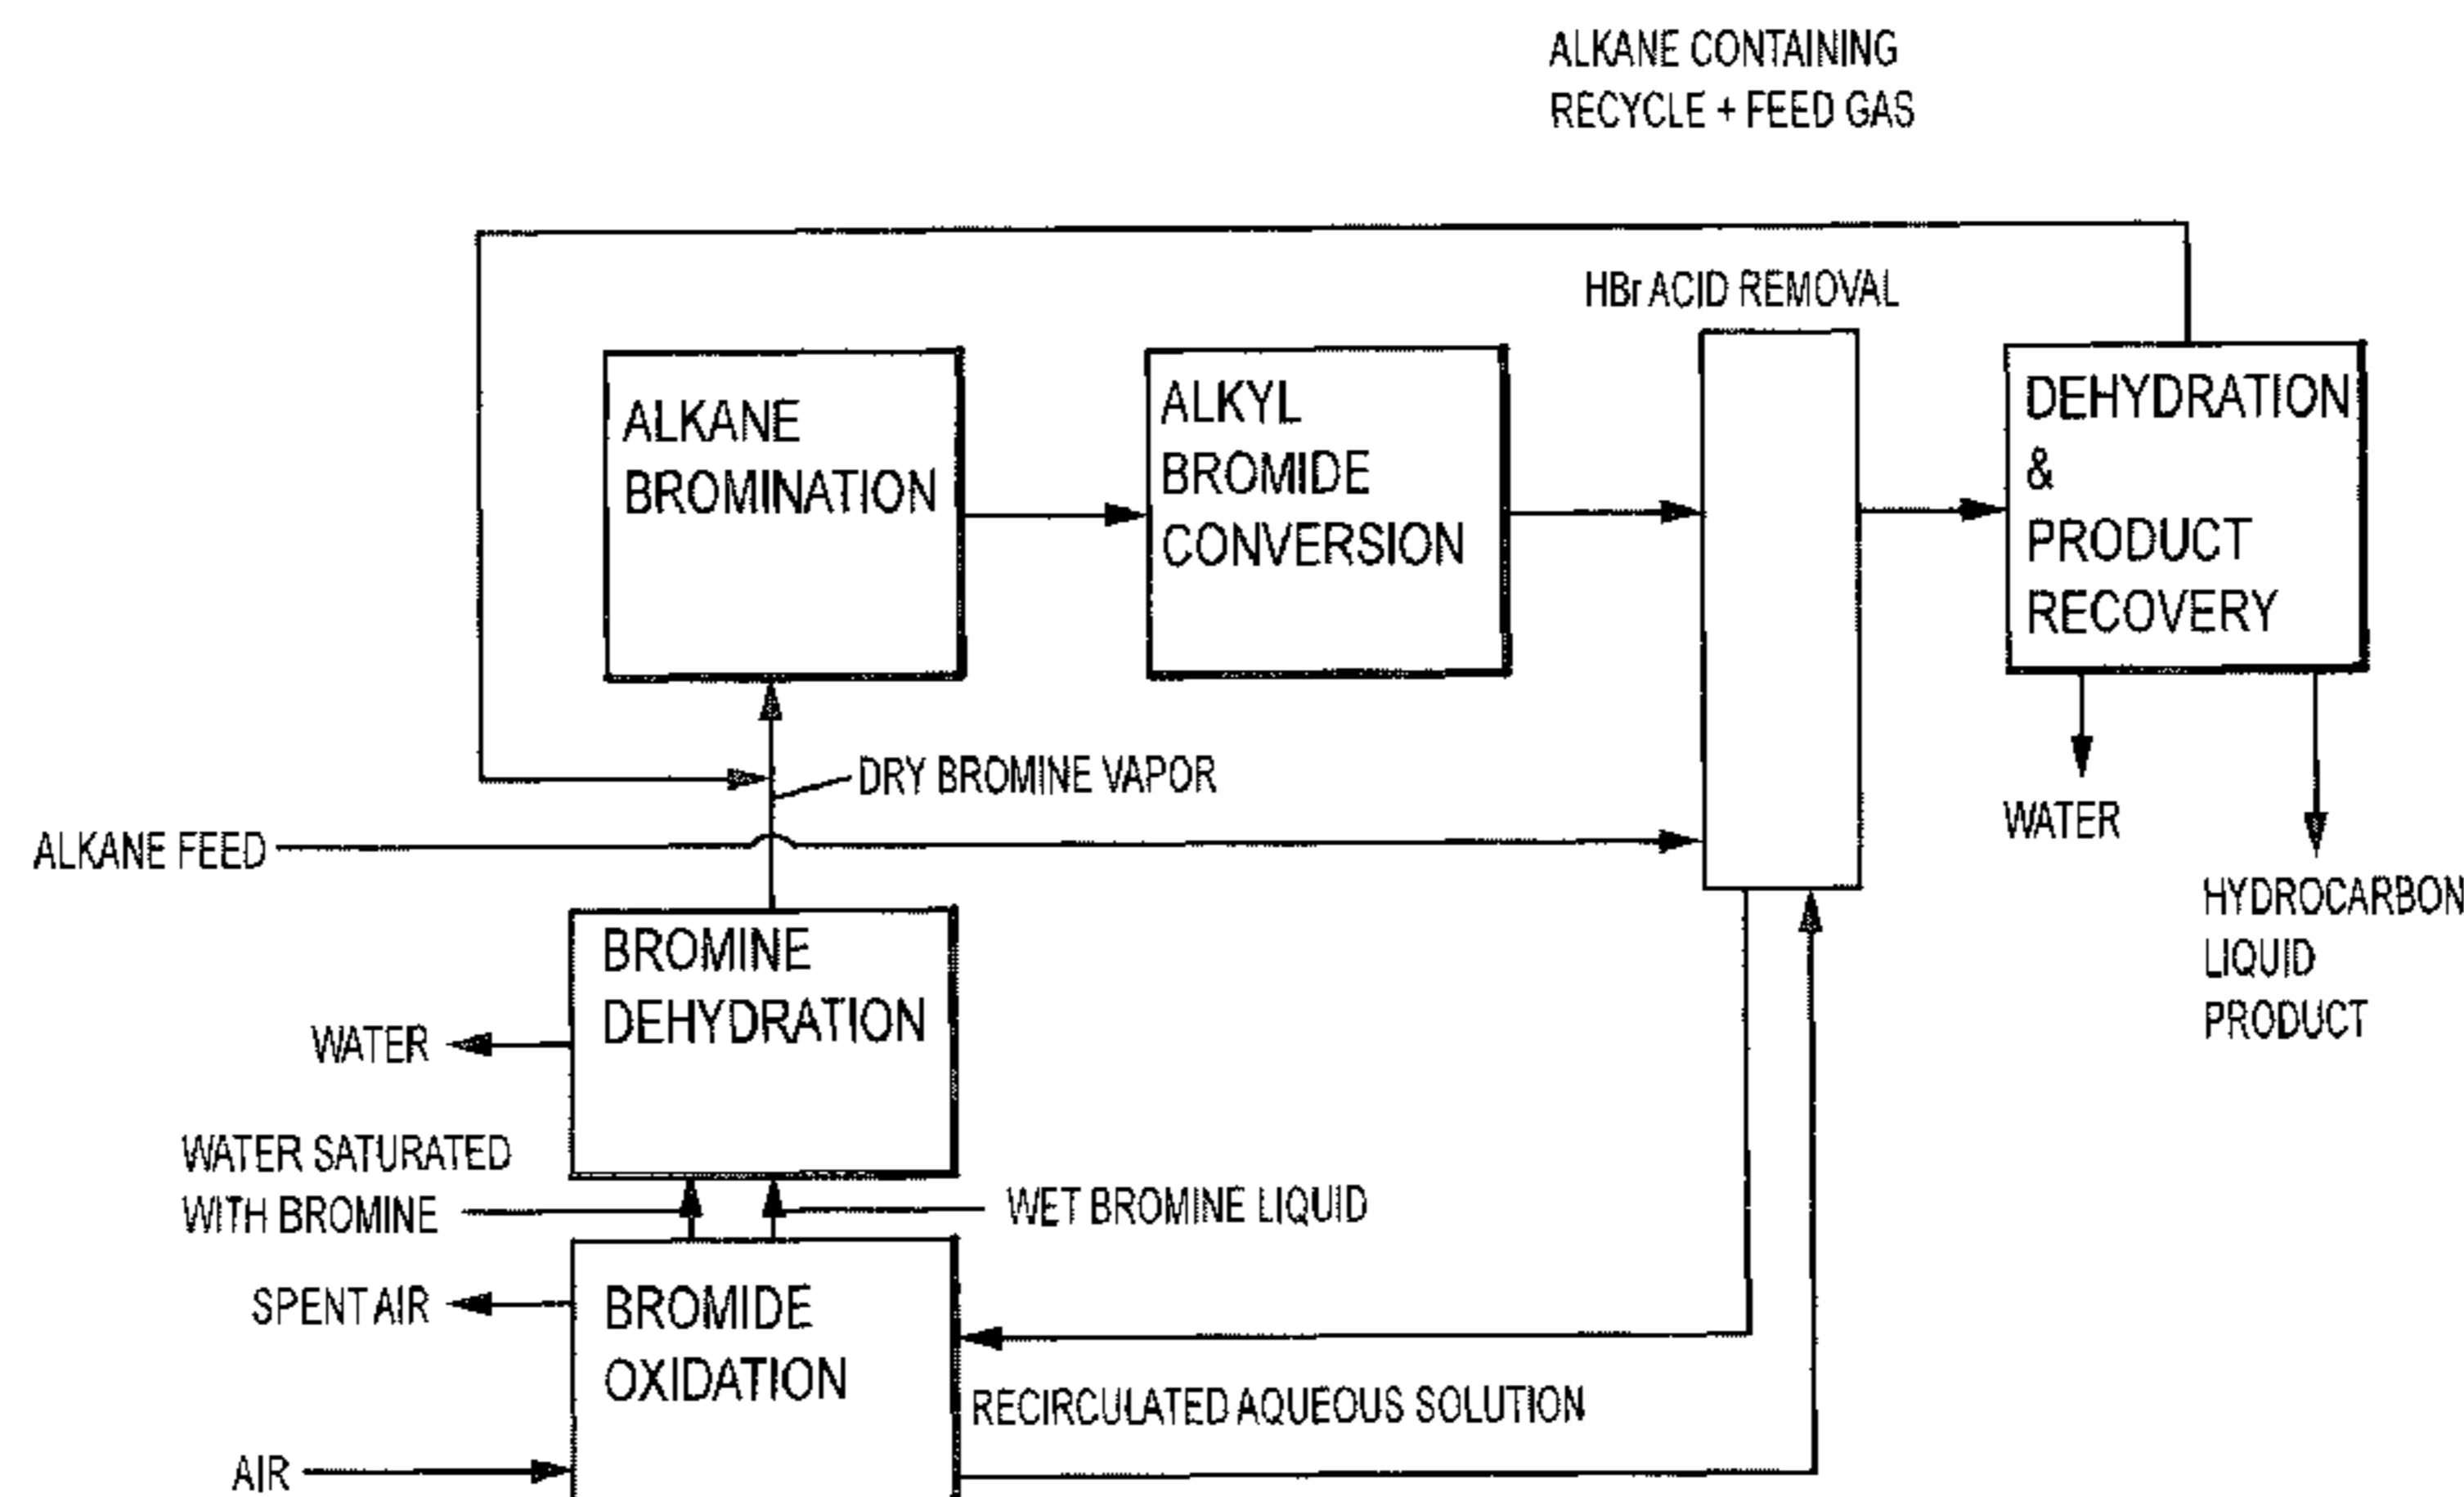 ALKANE CONTAINING
RECYCLE + FEED GAS
HBr ACID REMOVAL
ALKANE
BROMINATION
ALKYL
BROMIDE
CONVERSION
DEHYDRATION
&
PRODUCT
RECOVERY
DRY BROMINE VAPOR
WATER
ALKANE FEED
HYDROCARBON
LIQUID
PRODUCT
BROMINE
DEHYDRATION
WATER
WATER SATURATED
WITH BROMINE
WET BROMINE LIQUID
SPENT AIR
BROMIDE
OXIDATION
RECIRCULATED AQUEOUS SOLUTION
AIR